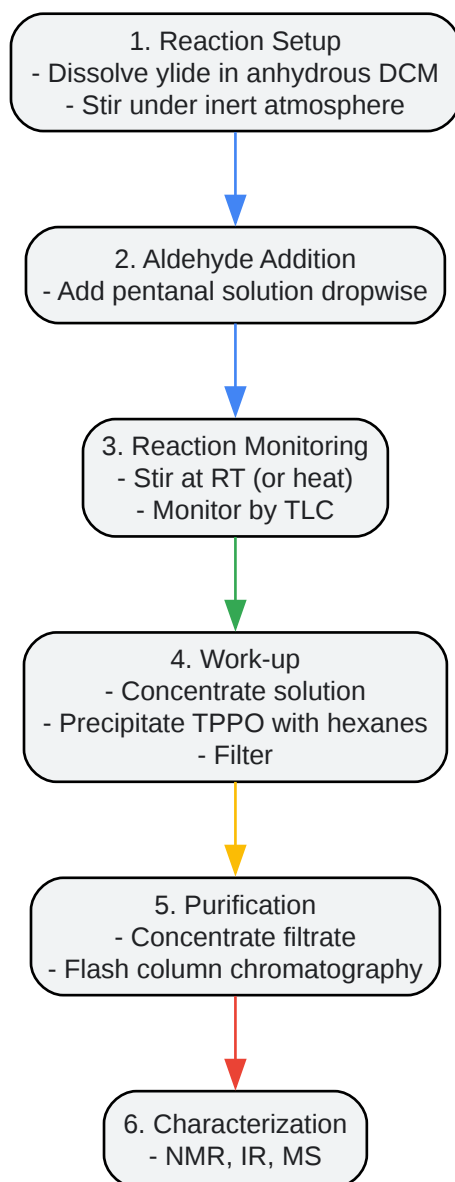 1. Reaction Setup
- Dissolve ylide in anhydrous DCM
- Stir under inert atmosphere
2. Aldehyde Addition
- Add pentanal solution dropwise
3. Reaction Monitoring
- Stir at RT (or heat)
- Monitor by TLC
4. Work-up
- Concentrate solution
- Precipitate TPPO with hexanes
- Filter
5. Purification
- Concentrate filtrate
- Flash column chromatography
6. Characterization
- NMR, IR, MS